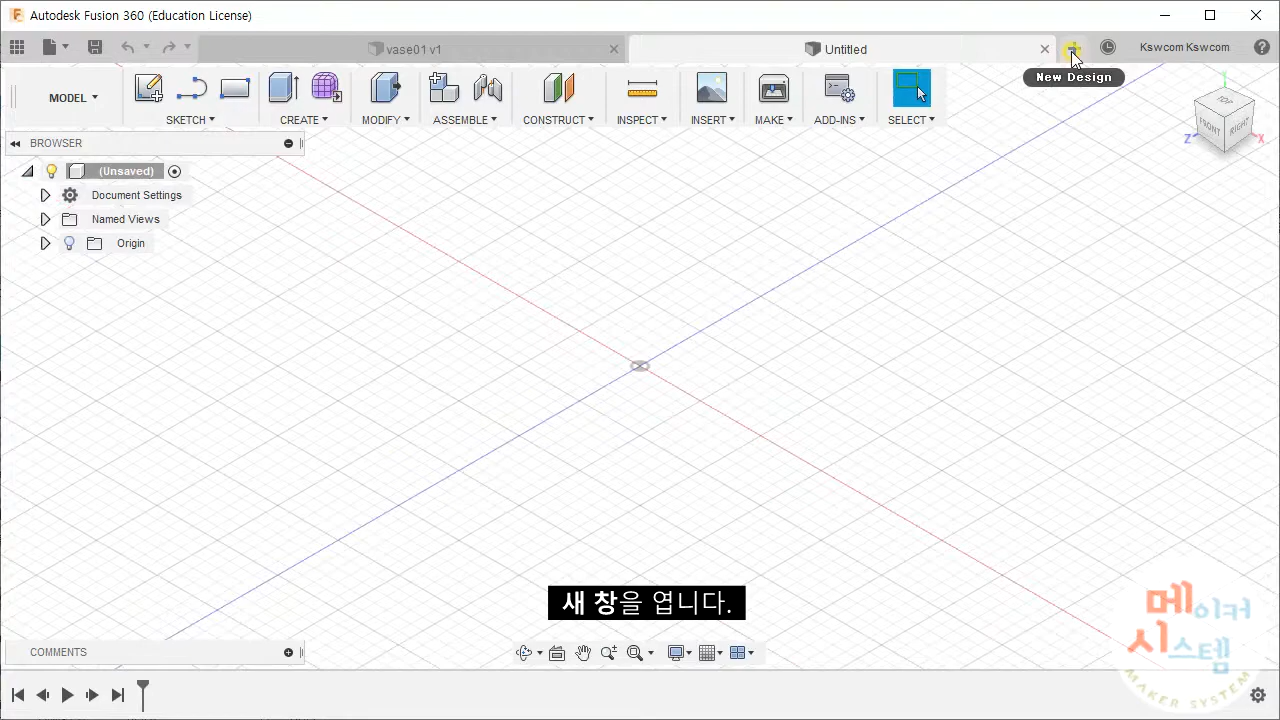 Autodesk Fusion 360 (Education License)
vase01 v1
Untitled
Kswcom Kswcom
New Design
MODEL
SKETCH
CREATE
MODIFY
ASSEMBLE
CONSTRUCT
INSPECT
INSERT
MAKE
ADD-INS
SELECT
Y
TOP
FRONT
RIGHT
Z
X
BROWSER
(Unsaved)
Document Settings
Named Views
Origin
새 창을 엽니다.
COMMENTS
메이커
시스템
MAKER SYSTEM